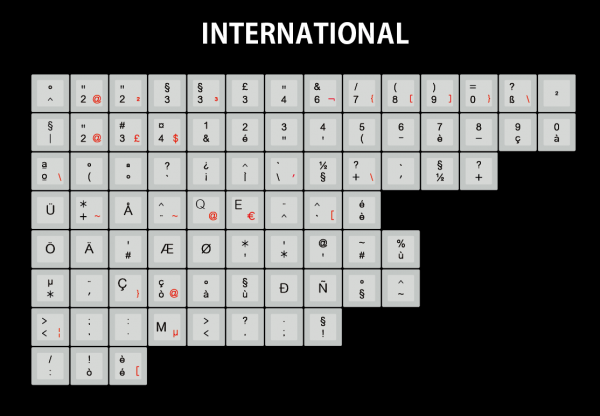 INTERNATIONAL
° " " § § £ " & / ( ) = ? ²
^ 2 @ 2 ² 3 3 ³ 3 4 6 ¬ 7 { 8 [ 9 ] 0 } ß \
§ " # ¤ 1 2 3 4 5 6 7 8 9 0
| 2 @ 3 £ 4 $ & é " ' ( - è _ ç à
ª º ª ? ¿ ^ ` ½ ? § ?
º \ ( ' ¡ | \ ' § + \ ½ +
Ü * Å ^ Q E ^ é
+ ~ ~ @ € ^ [ è
Ö Ä ' Æ Ø * ' @ ~ %
# ' * ' # ù
µ Ç ç ° § Ð Ñ ° ^
* } ò @ à ù § ~
> ; : M > ? §
< ¦ , . µ < , ; !
/ ! è
: ò é [